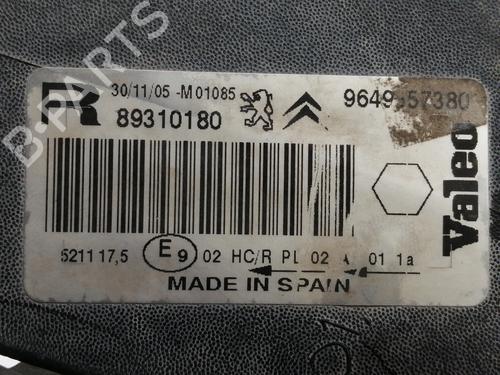 30/11/05 -M01085
R 89310180
Valeo
5211 17,5 E9 02 HC/R PL 02 A 01 1a
MADE IN SPAIN
B-PARTS